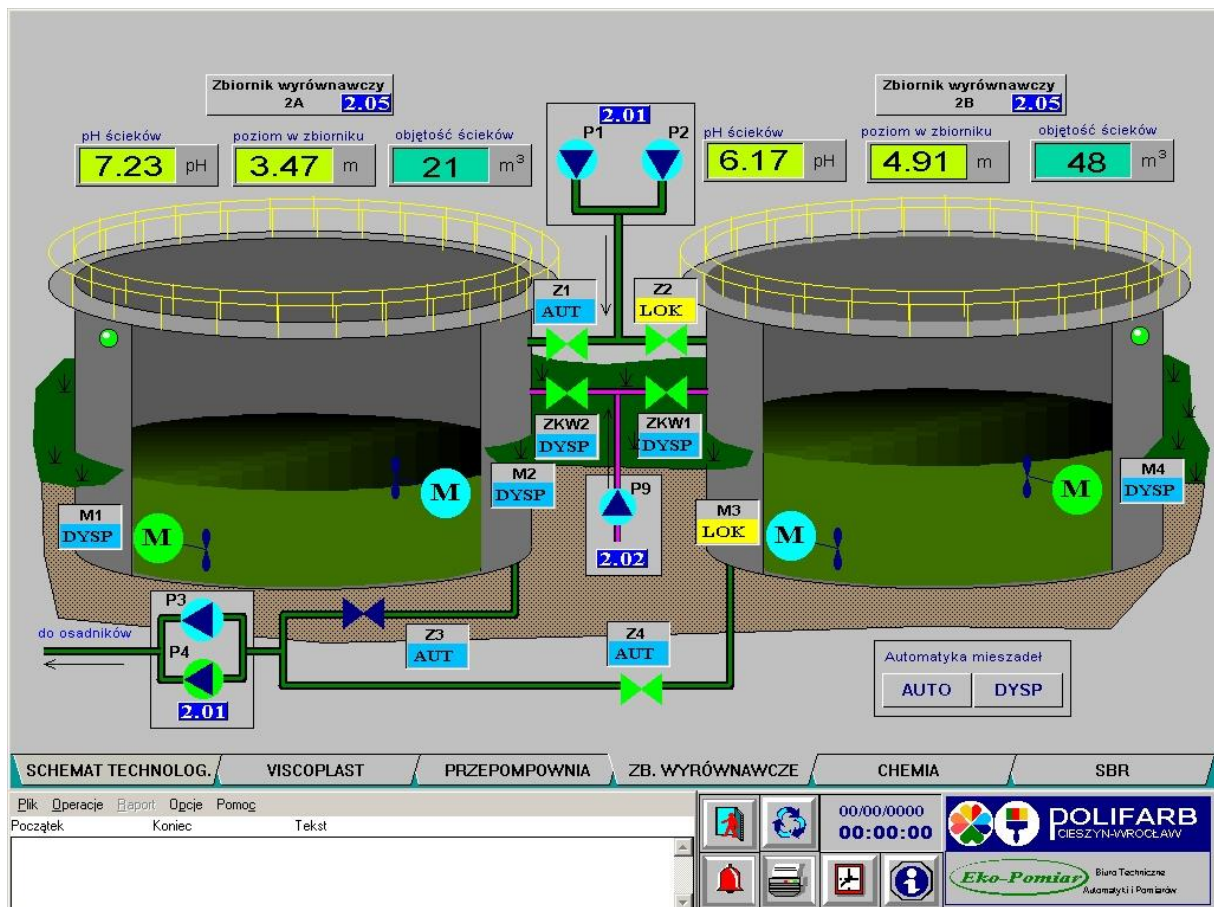 Zbiornik wyrównawczy
2A 2.05
pH ścieków
7.23 pH
poziom w zbiorniku
3.47 m
objętość ścieków
21 m³
2.01
P1 P2
Zbiornik wyrównawczy
2B 2.05
pH ścieków
6.17 pH
poziom w zbiorniku
4.91 m
objętość ścieków
48 m³
Z1
AUT
Z2
LOK
ZKW2
DYSP
ZKW1
DYSP
M1
DYSP
M
M2
DYSP
M
P9
2.02
M3
LOK
M
M4
DYSP
M
do osadników
P3
P4
2.01
Z3
AUT
Z4
AUT
Automatyka mieszadeł
AUTO DYSP
SCHEMAT TECHNOLOG. VISCOPLAST PRZEPOMPOWNIA ZB. WYRÓWNAWCZE CHEMIA SBR
Plik Operacje Raport Opcje Pomoc
Początek Koniec Tekst
00/00/0000
00:00:00
POLIFARB
CIESZYN-WROCŁAW
Eko-Pomiar
Biuro Techniczne
Automatyki i Pomiarów